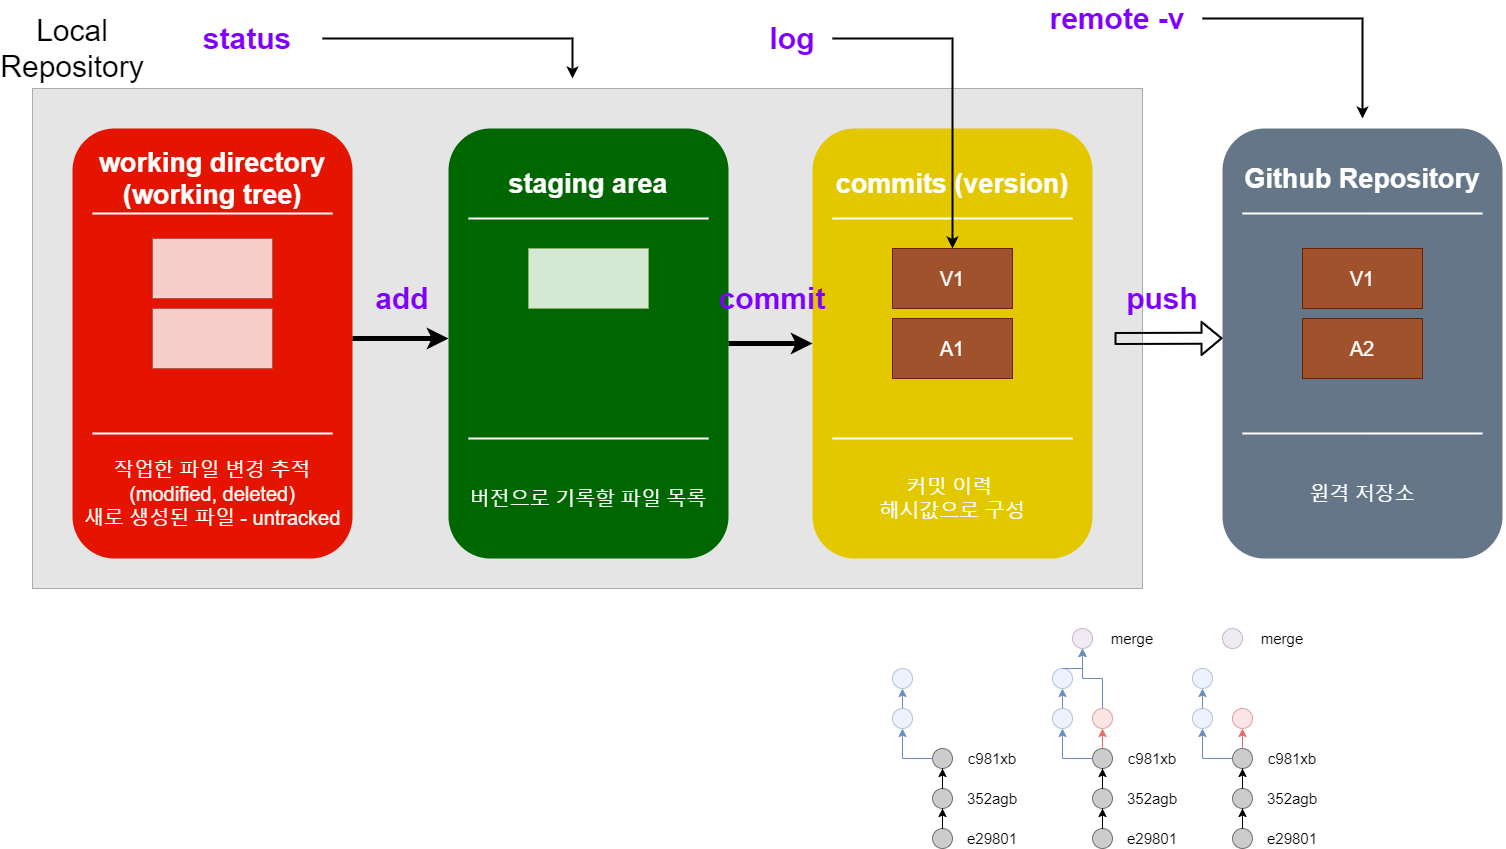 Local
Repository
status
log
remote -v
working directory
(working tree)
작업한 파일 변경 추적
(modified, deleted)
새로 생성된 파일 - untracked
add
staging area
버전으로 기록할 파일 목록
commit
commits (version)
V1
A1
커밋 이력
해시값으로 구성
push
Github Repository
V1
A2
원격 저장소
c981xb
352agb
e29801
merge
c981xb
352agb
e29801
merge
c981xb
352agb
e29801